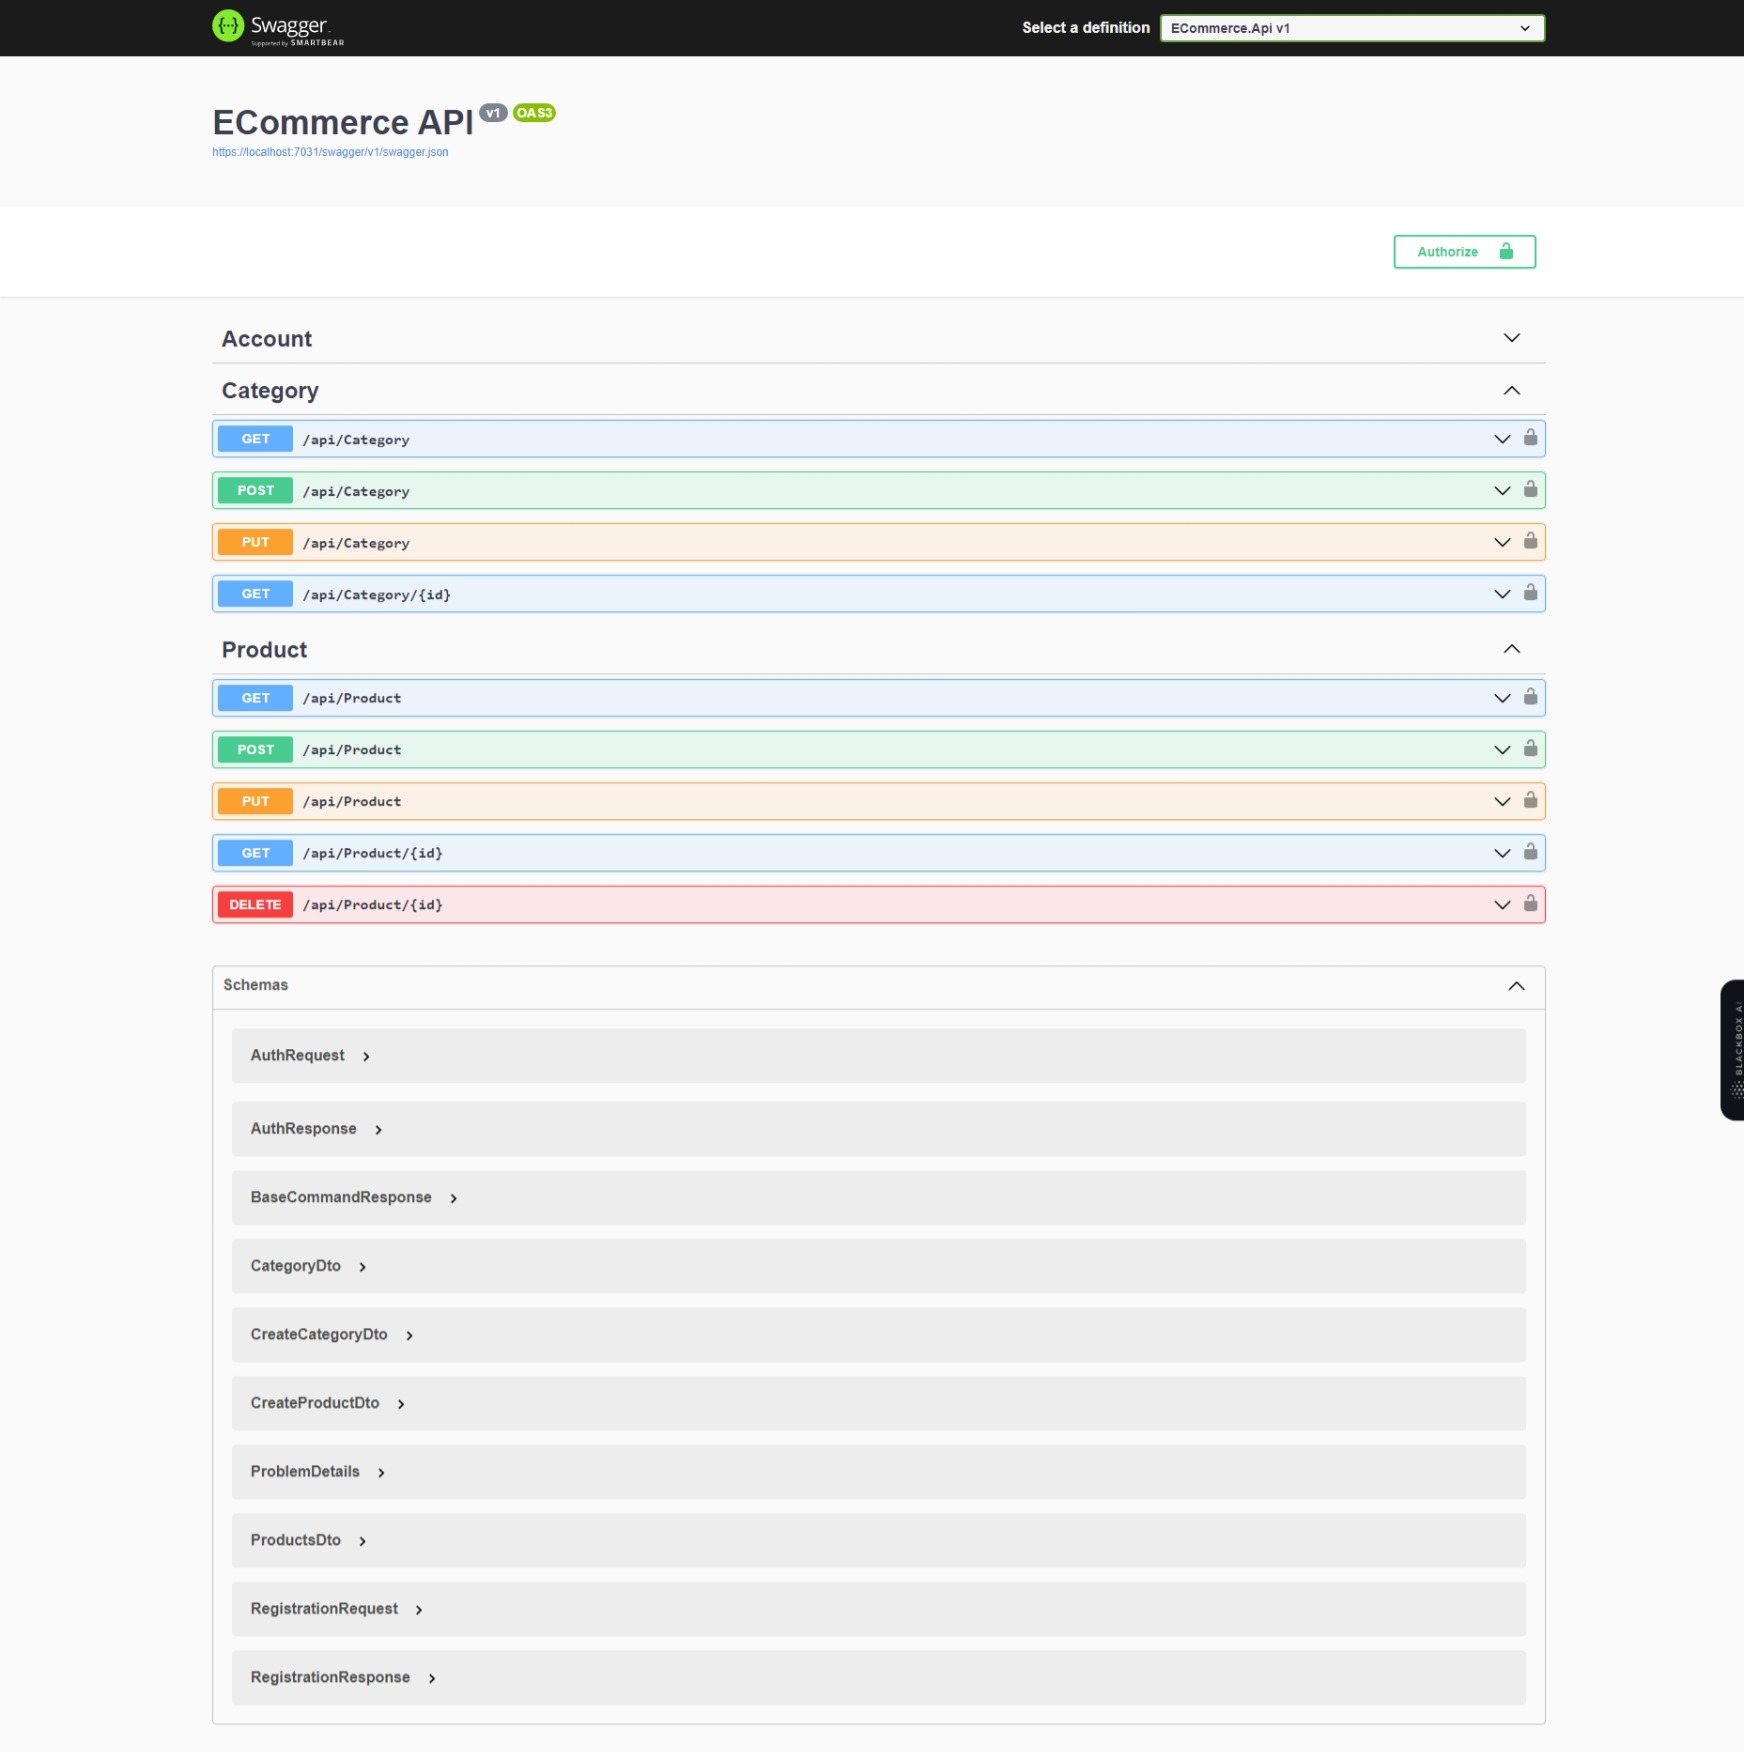 Swagger
Supported by SMARTBEAR
Select a definition
ECommerce.Api v1
ECommerce API v1 OAS3
https://localhost:7031/swagger/v1/swagger.json
Authorize
Account
Category
GET /api/Category
POST /api/Category
PUT /api/Category
GET /api/Category/{id}
Product
GET /api/Product
POST /api/Product
PUT /api/Product
GET /api/Product/{id}
DELETE /api/Product/{id}
Schemas
AuthRequest
AuthResponse
BLACKBOX AI
BaseCommandResponse
CategoryDto
CreateCategoryDto
CreateProductDto
ProblemDetails
ProductsDto
RegistrationRequest
RegistrationResponse